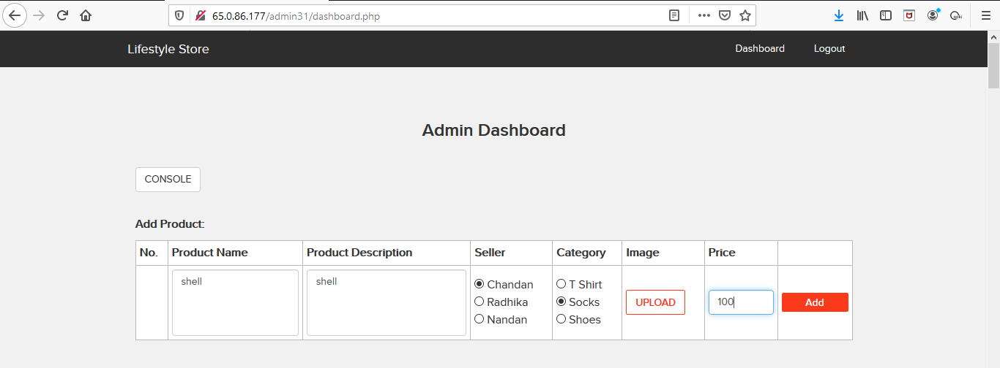 65.0.86.177/admin31/dashboard.php
Lifestyle Store Dashboard Logout
Admin Dashboard
CONSOLE
Add Product:
No. Product Name Product Description Seller Category Image Price
shell shell Chandan T Shirt
Radhika Socks UPLOAD 100 Add
Nandan Shoes